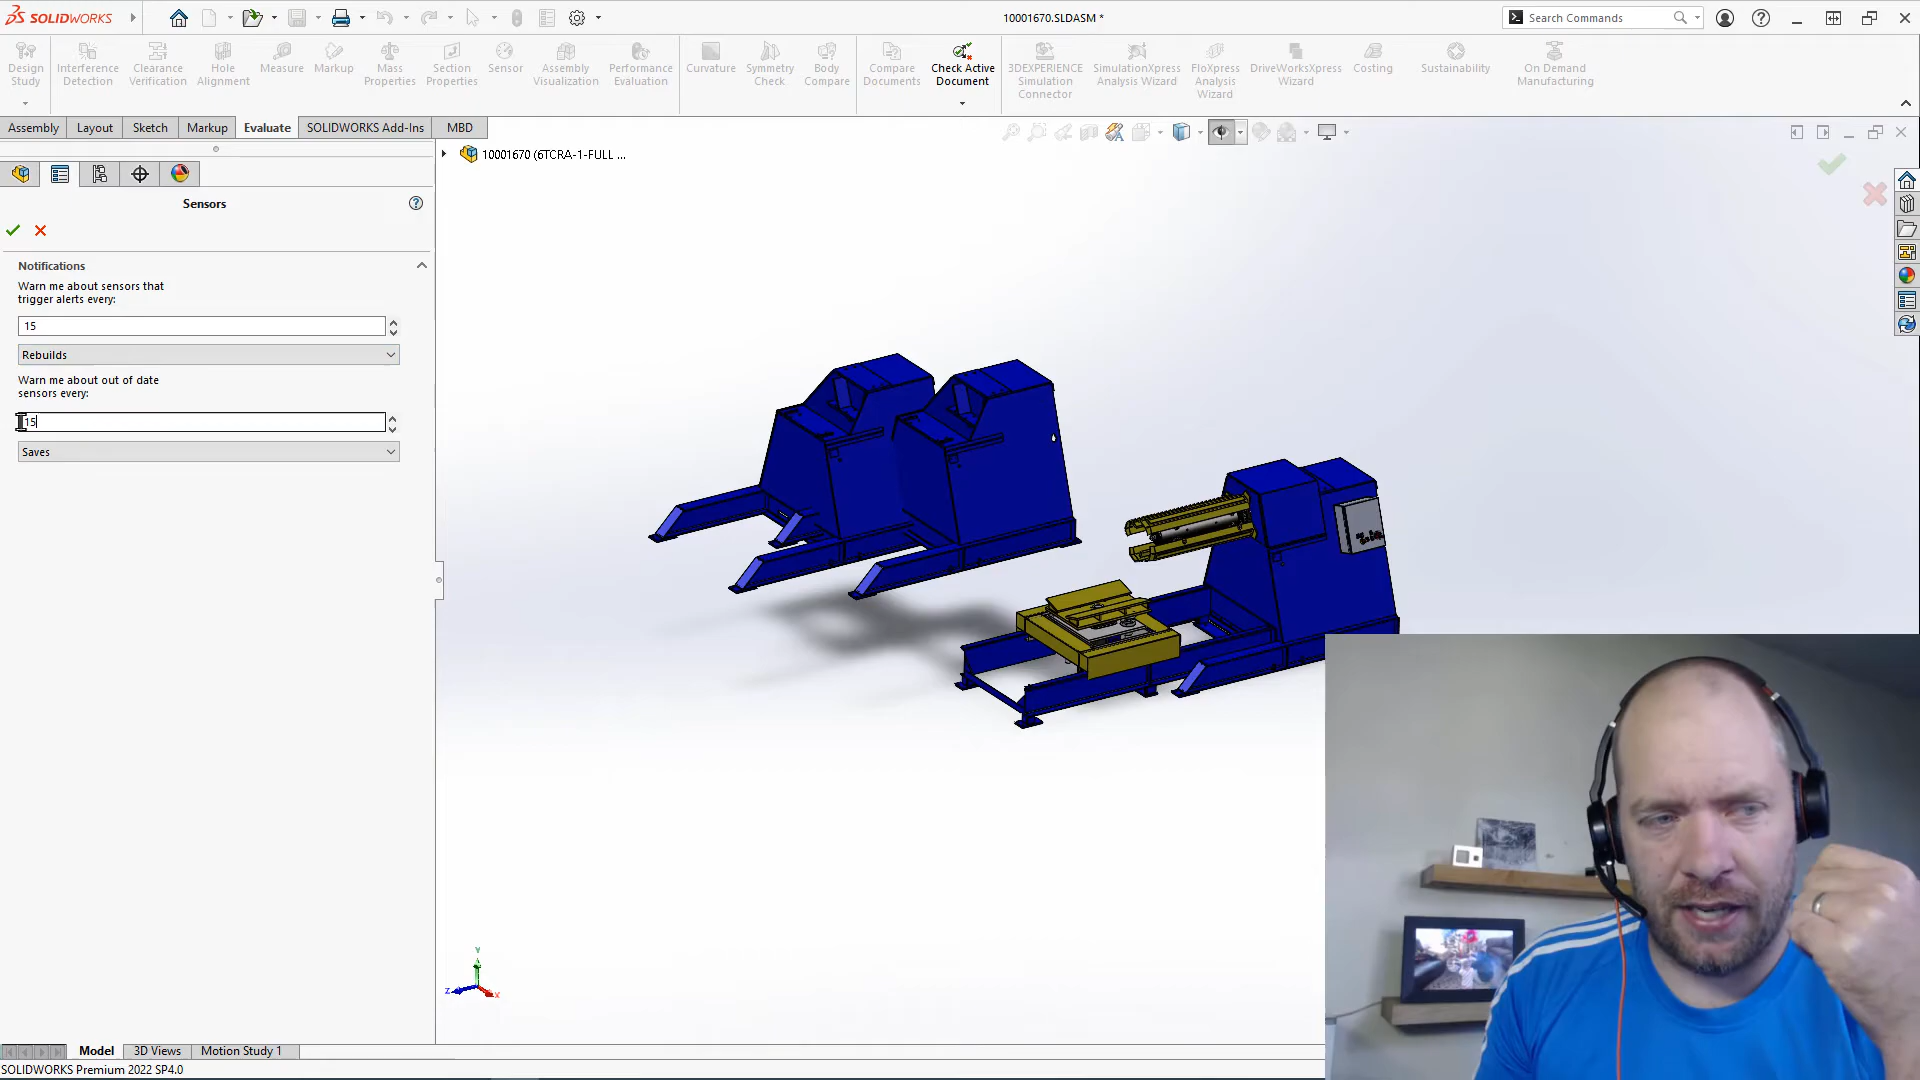 SOLIDWORKS
10001670.SLDASM *
Search Commands
Design Study
Interference Detection
Clearance Verification
Hole Alignment
Measure
Markup
Mass Properties
Section Properties
Sensor
Assembly Visualization
Performance Evaluation
Curvature
Symmetry Check
Body Compare
Compare Documents
Check Active Document
3DEXPERIENCE Simulation Connector
SimulationXpress Analysis Wizard
FloXpress Analysis Wizard
DriveWorksXpress Wizard
Costing
Sustainability
On Demand Manufacturing
Assembly
Layout
Sketch
Markup
Evaluate
SOLIDWORKS Add-Ins
MBD
10001670 (6TCRA-1-FULL ...
Sensors
Notifications
Warn me about sensors that
trigger alerts every:
15
Rebuilds
Warn me about out of date
sensors every:
15
Saves
Y
Z
X
Model
3D Views
Motion Study 1
SOLIDWORKS Premium 2022 SP4.0